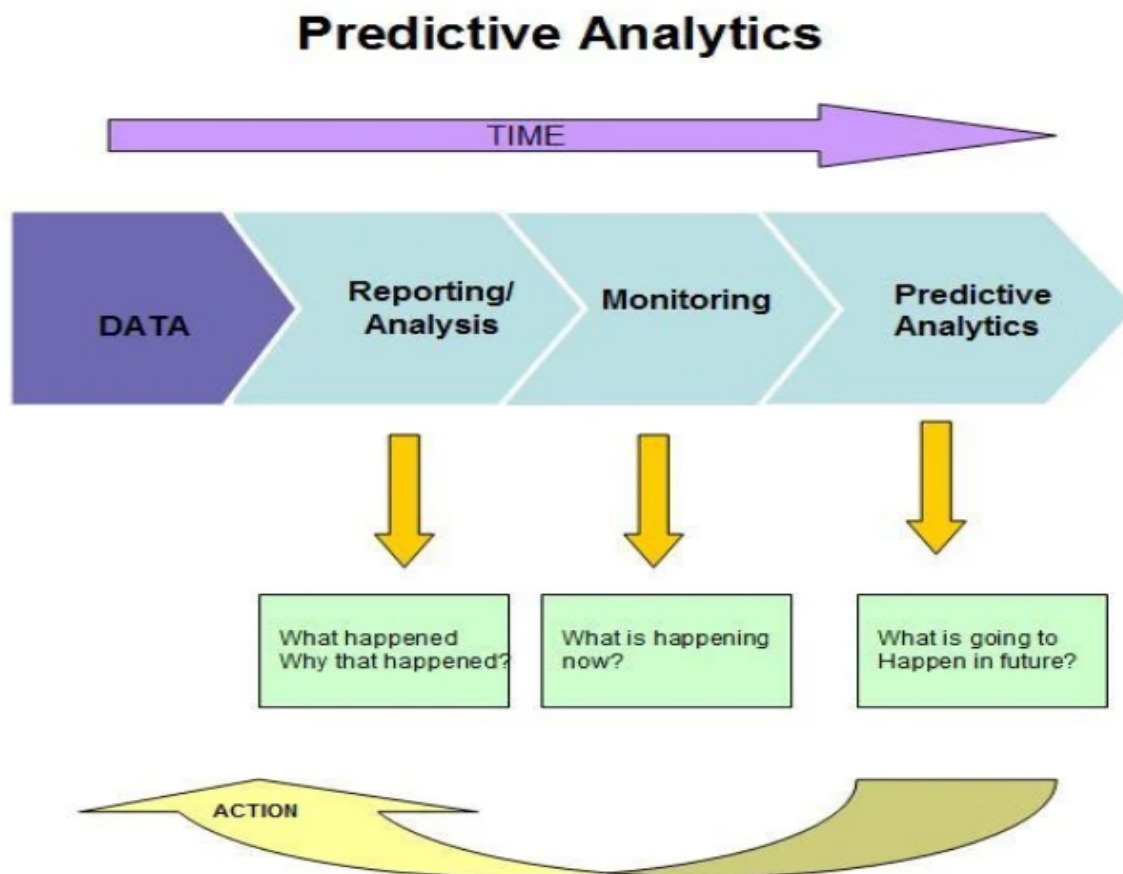 Predictive Analytics
TIME
DATA
Reporting/
Analysis
Monitoring
Predictive
Analytics
What happened
Why that happened?
What is happening
now?
What is going to
Happen in future?
ACTION